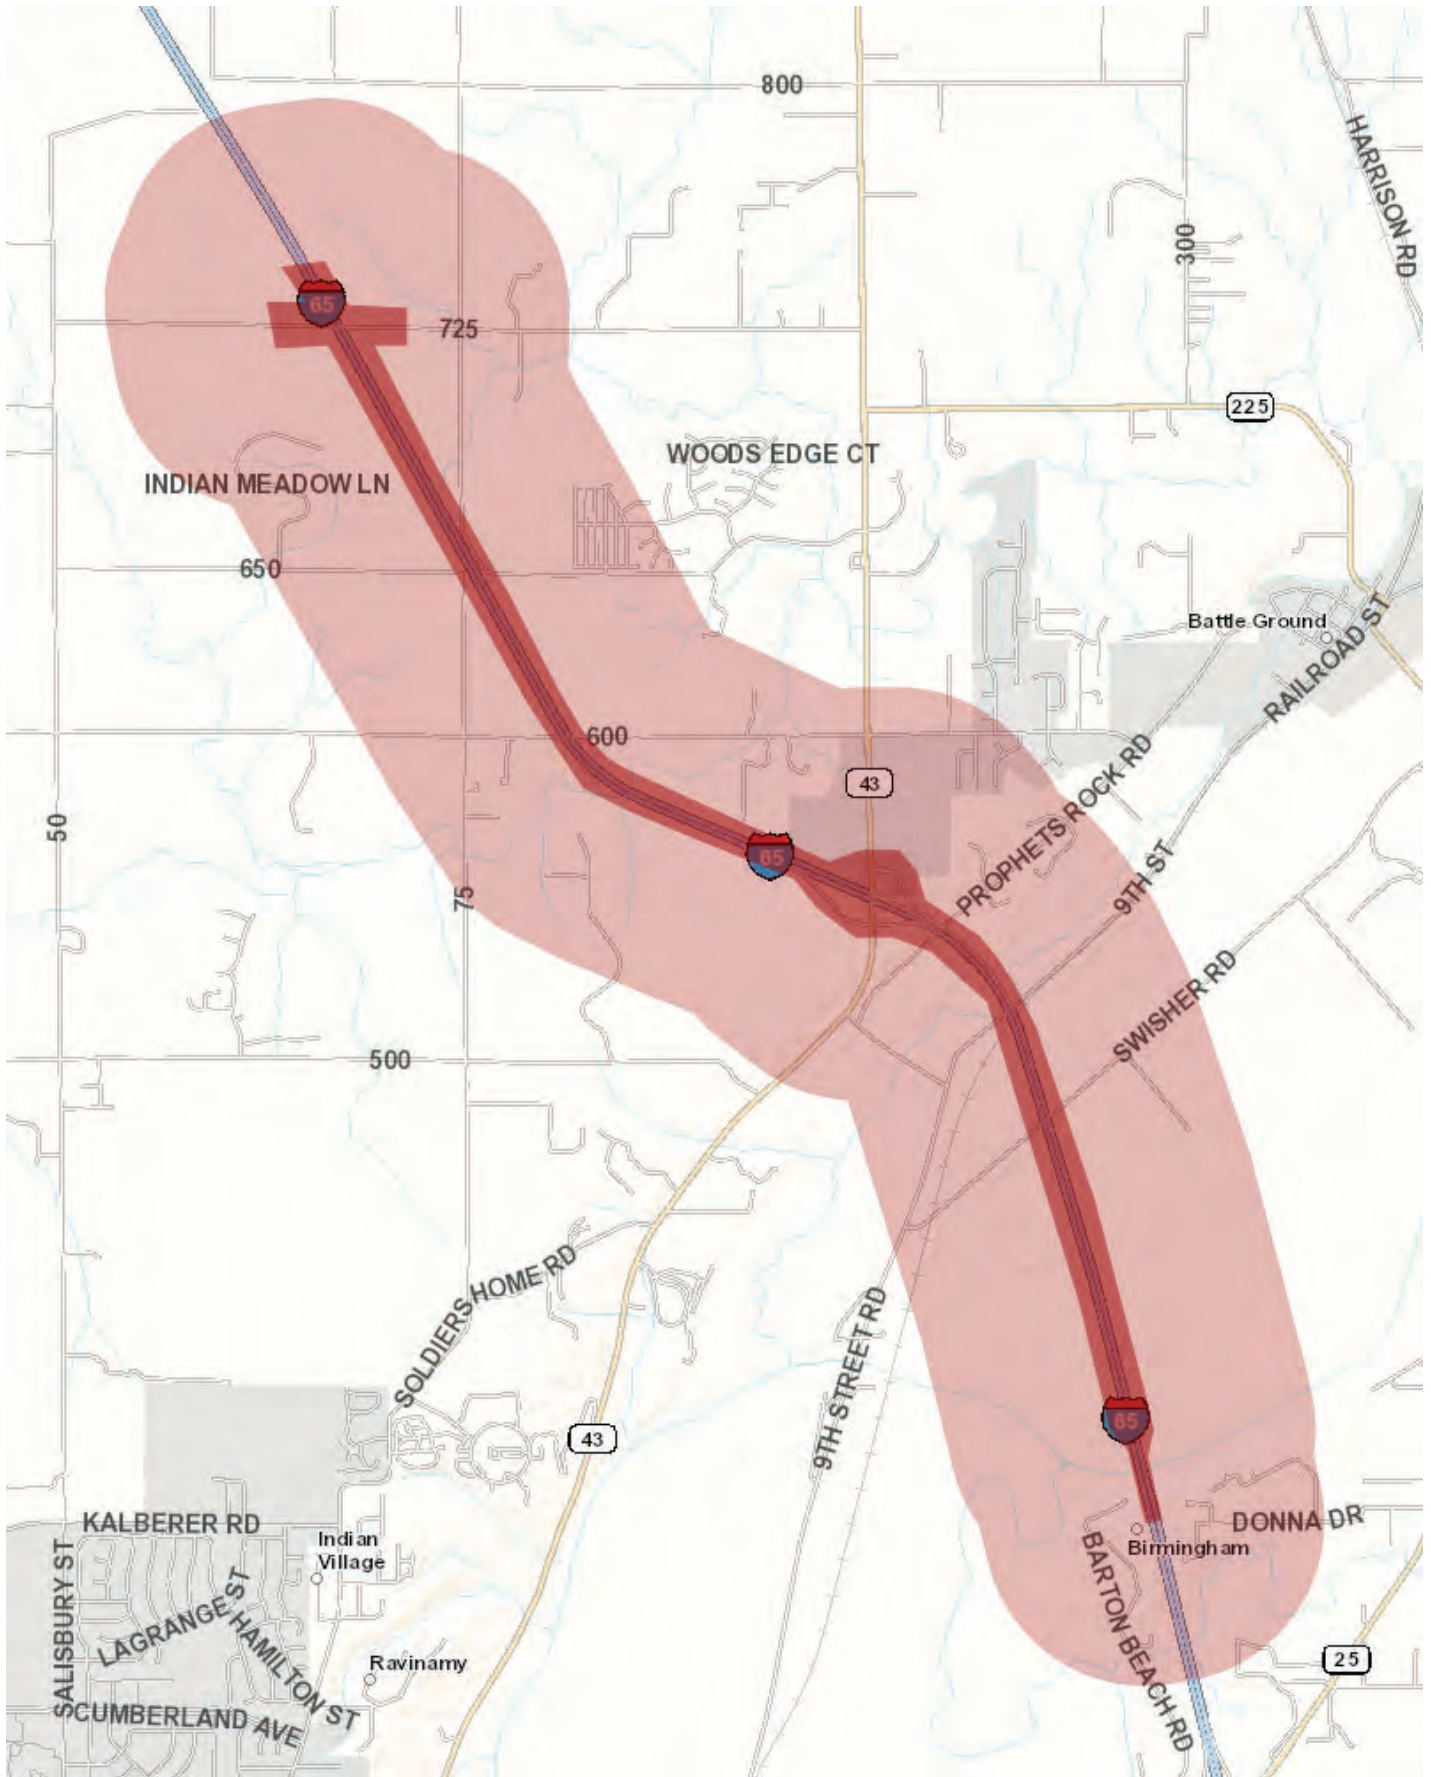 800
HARRISON RD
300
65
725
225
WOODS EDGE CT
INDIAN MEADOW LN
650
Battle Ground
RAILROAD ST
600
43
PROPHETS ROCK RD
50
65
75
9TH ST
SWISHER RD
500
SOLDIERS HOME RD
9TH STREET RD
65
43
KALBERER RD
Indian
Village
DONNA DR
Birmingham
BARTON BEACH RD
SALISBURY ST
LAGRANGE ST
HAMILTON ST
Ravinamy
25
CUMBERLAND AVE